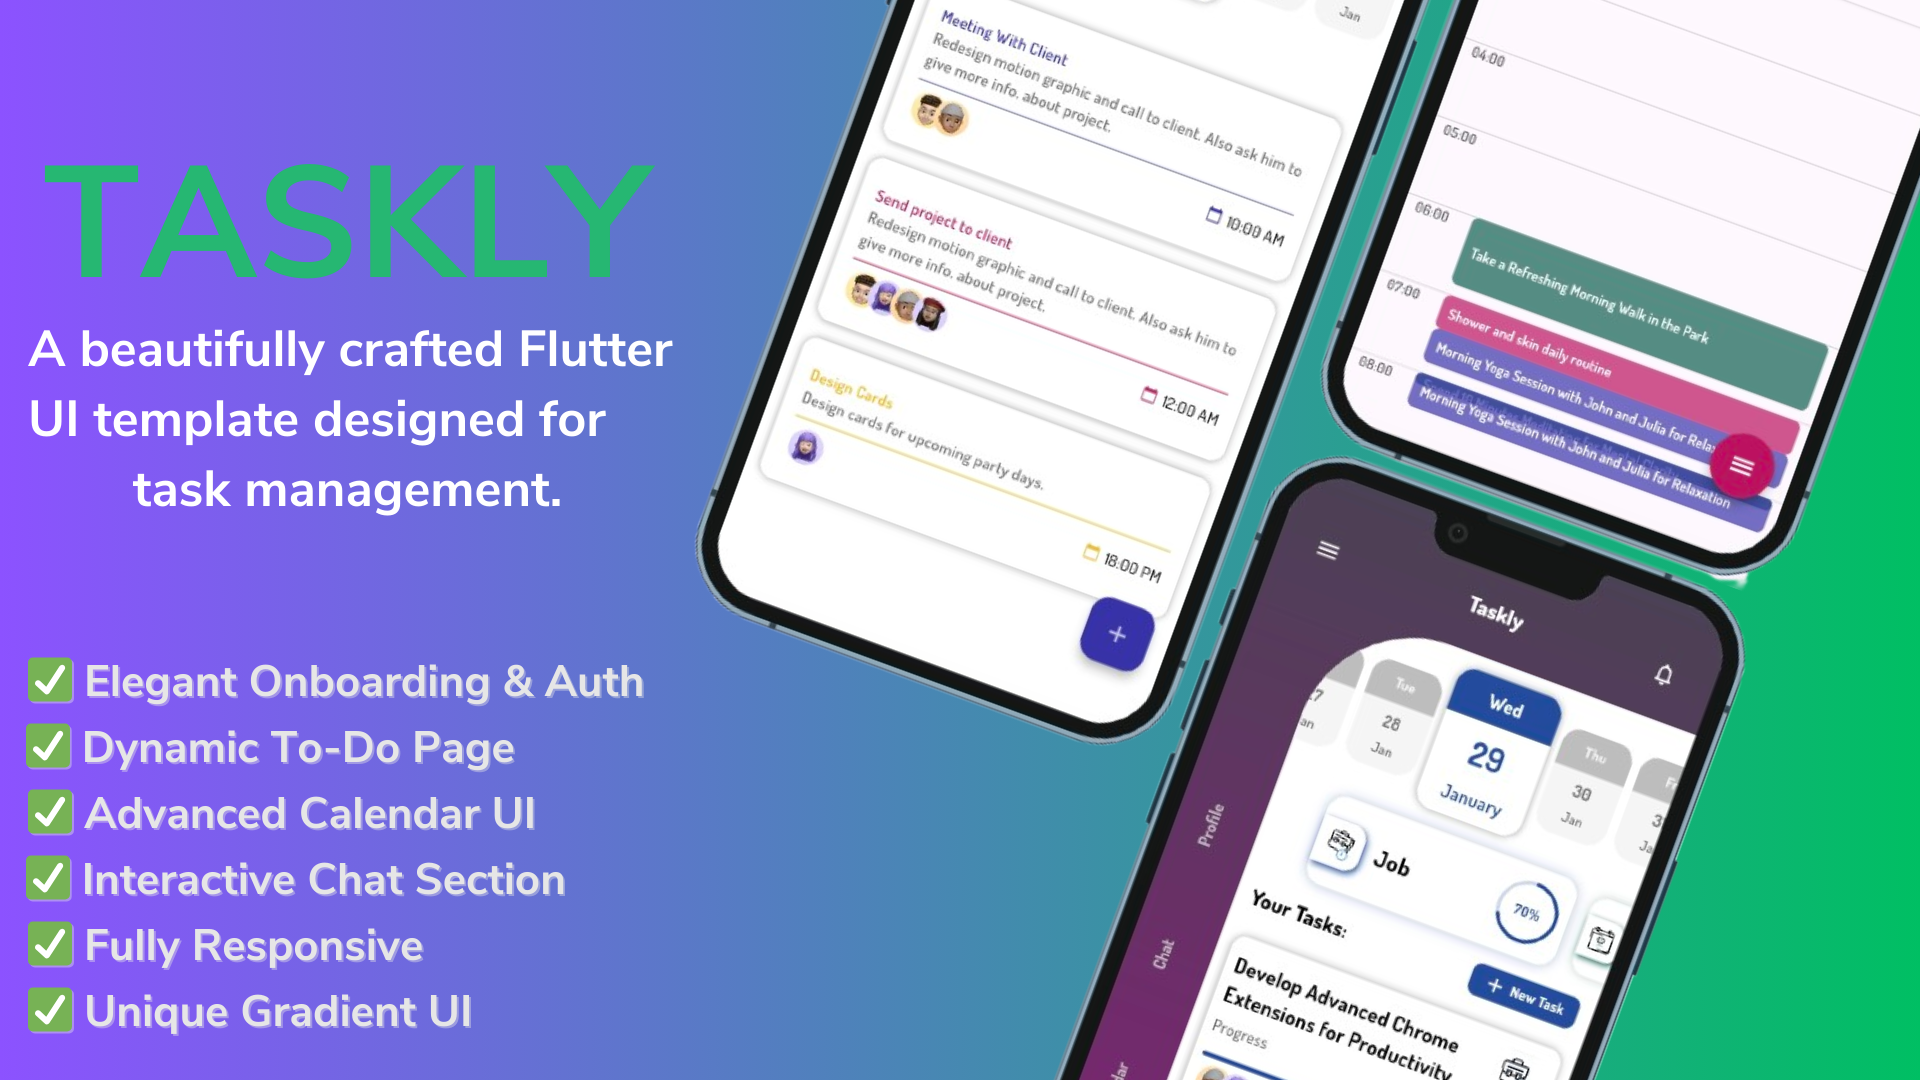 TASKLY
A beautifully crafted Flutter
UI template designed for
task management.
✅ Elegant Onboarding & Auth
✅ Dynamic To-Do Page
✅ Advanced Calendar UI
✅ Interactive Chat Section
✅ Fully Responsive
✅ Unique Gradient UI
Jan
Meeting With Client
Redesign motion graphic and call to client. Also ask him to
give more info. about project.
10:00 AM
Send project to client
Redesign motion graphic and call to client. Also ask him to
give more info. about project.
12:00 AM
Design Cards
Design cards for upcoming party days.
18:00 PM
+
04:00
05:00
06:00
Take a Refreshing Morning Walk in the Park
07:00
Shower and skin daily routine
Morning Yoga Session with John and Julia for Rela
08:00
Morning Yoga Session with John and Julia for Relaxation
Taskly
Tue
28
Jan
Wed
29
January
Thu
30
Jan
Job
70%
Your Tasks:
+ New Task
Develop Advanced Chrome
Extensions for Productivity
Progress
Profile
Chat